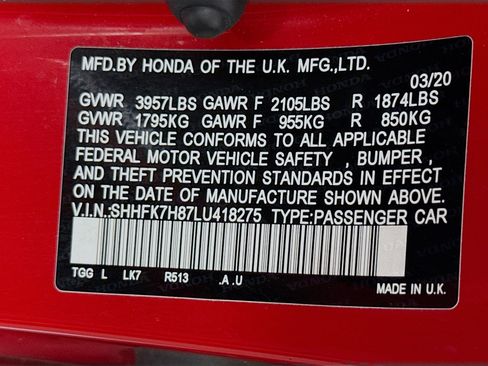 MFD.BY HONDA OF THE U.K. MFG.,LTD.
03/20
GVWR 3957LBS GAWR F 2105LBS R 1874LBS
GVWR 1795KG GAWR F 955KG R 850KG
THIS VEHICLE CONFORMS TO ALL APPLICABLE
FEDERAL MOTOR VEHICLE SAFETY , BUMPER ,
AND THEFT PREVENTION STANDARDS IN EFFECT
ON THE DATE OF MANUFACTURE SHOWN ABOVE.
V.I.N:SHHFK7H87LU418275 TYPE:PASSENGER CAR
TGG L LK7 R513 .A .U
MADE IN U.K.